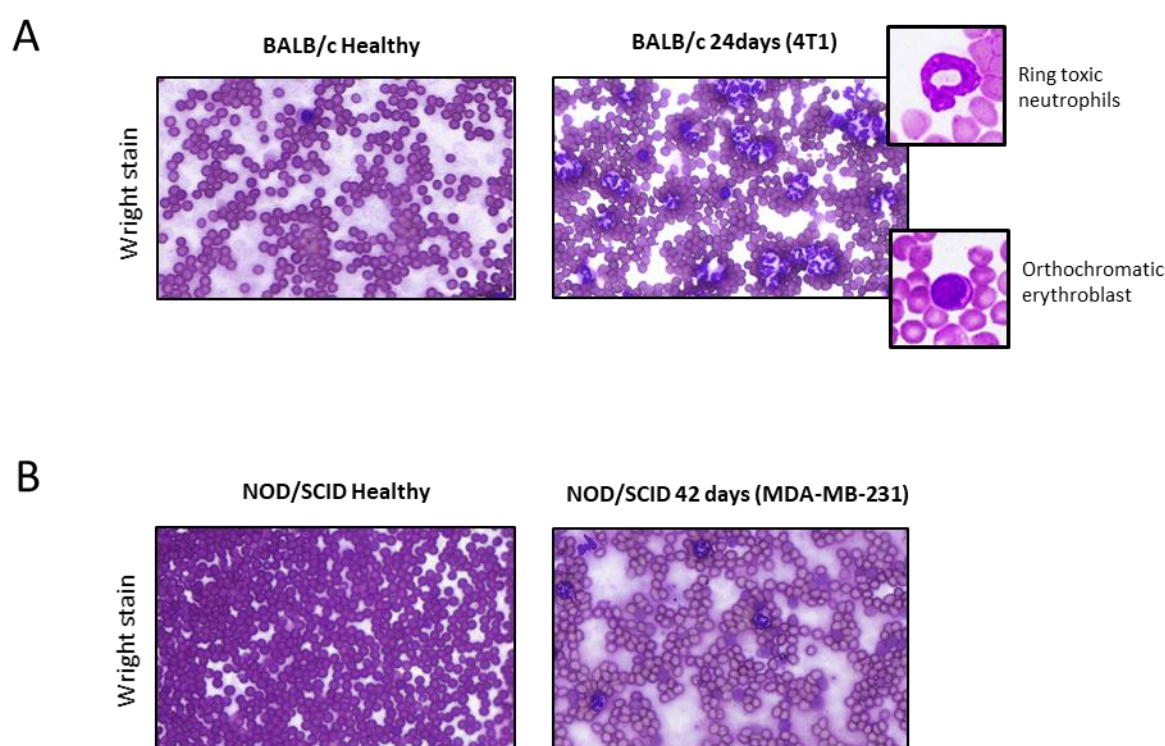 A
BALB/c Healthy
BALB/c 24days (4T1)
Wright stain
Ring toxic
neutrophils
Orthochromatic
erythroblast
B
NOD/SCID Healthy
NOD/SCID 42 days (MDA-MB-231)
Wright stain